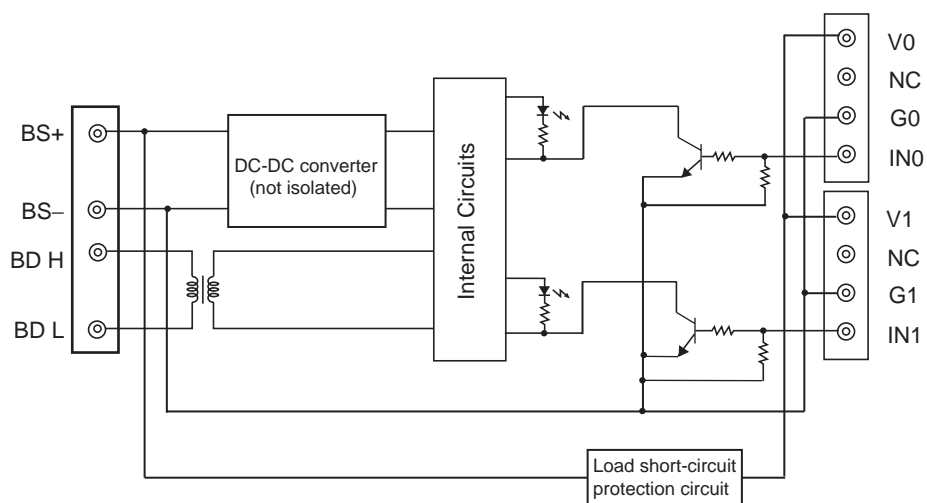 BS+
BS–
BD H
BD L
DC-DC converter
(not isolated)
Internal Circuits
V0
NC
G0
IN0
V1
NC
G1
IN1
Load short-circuit
protection circuit